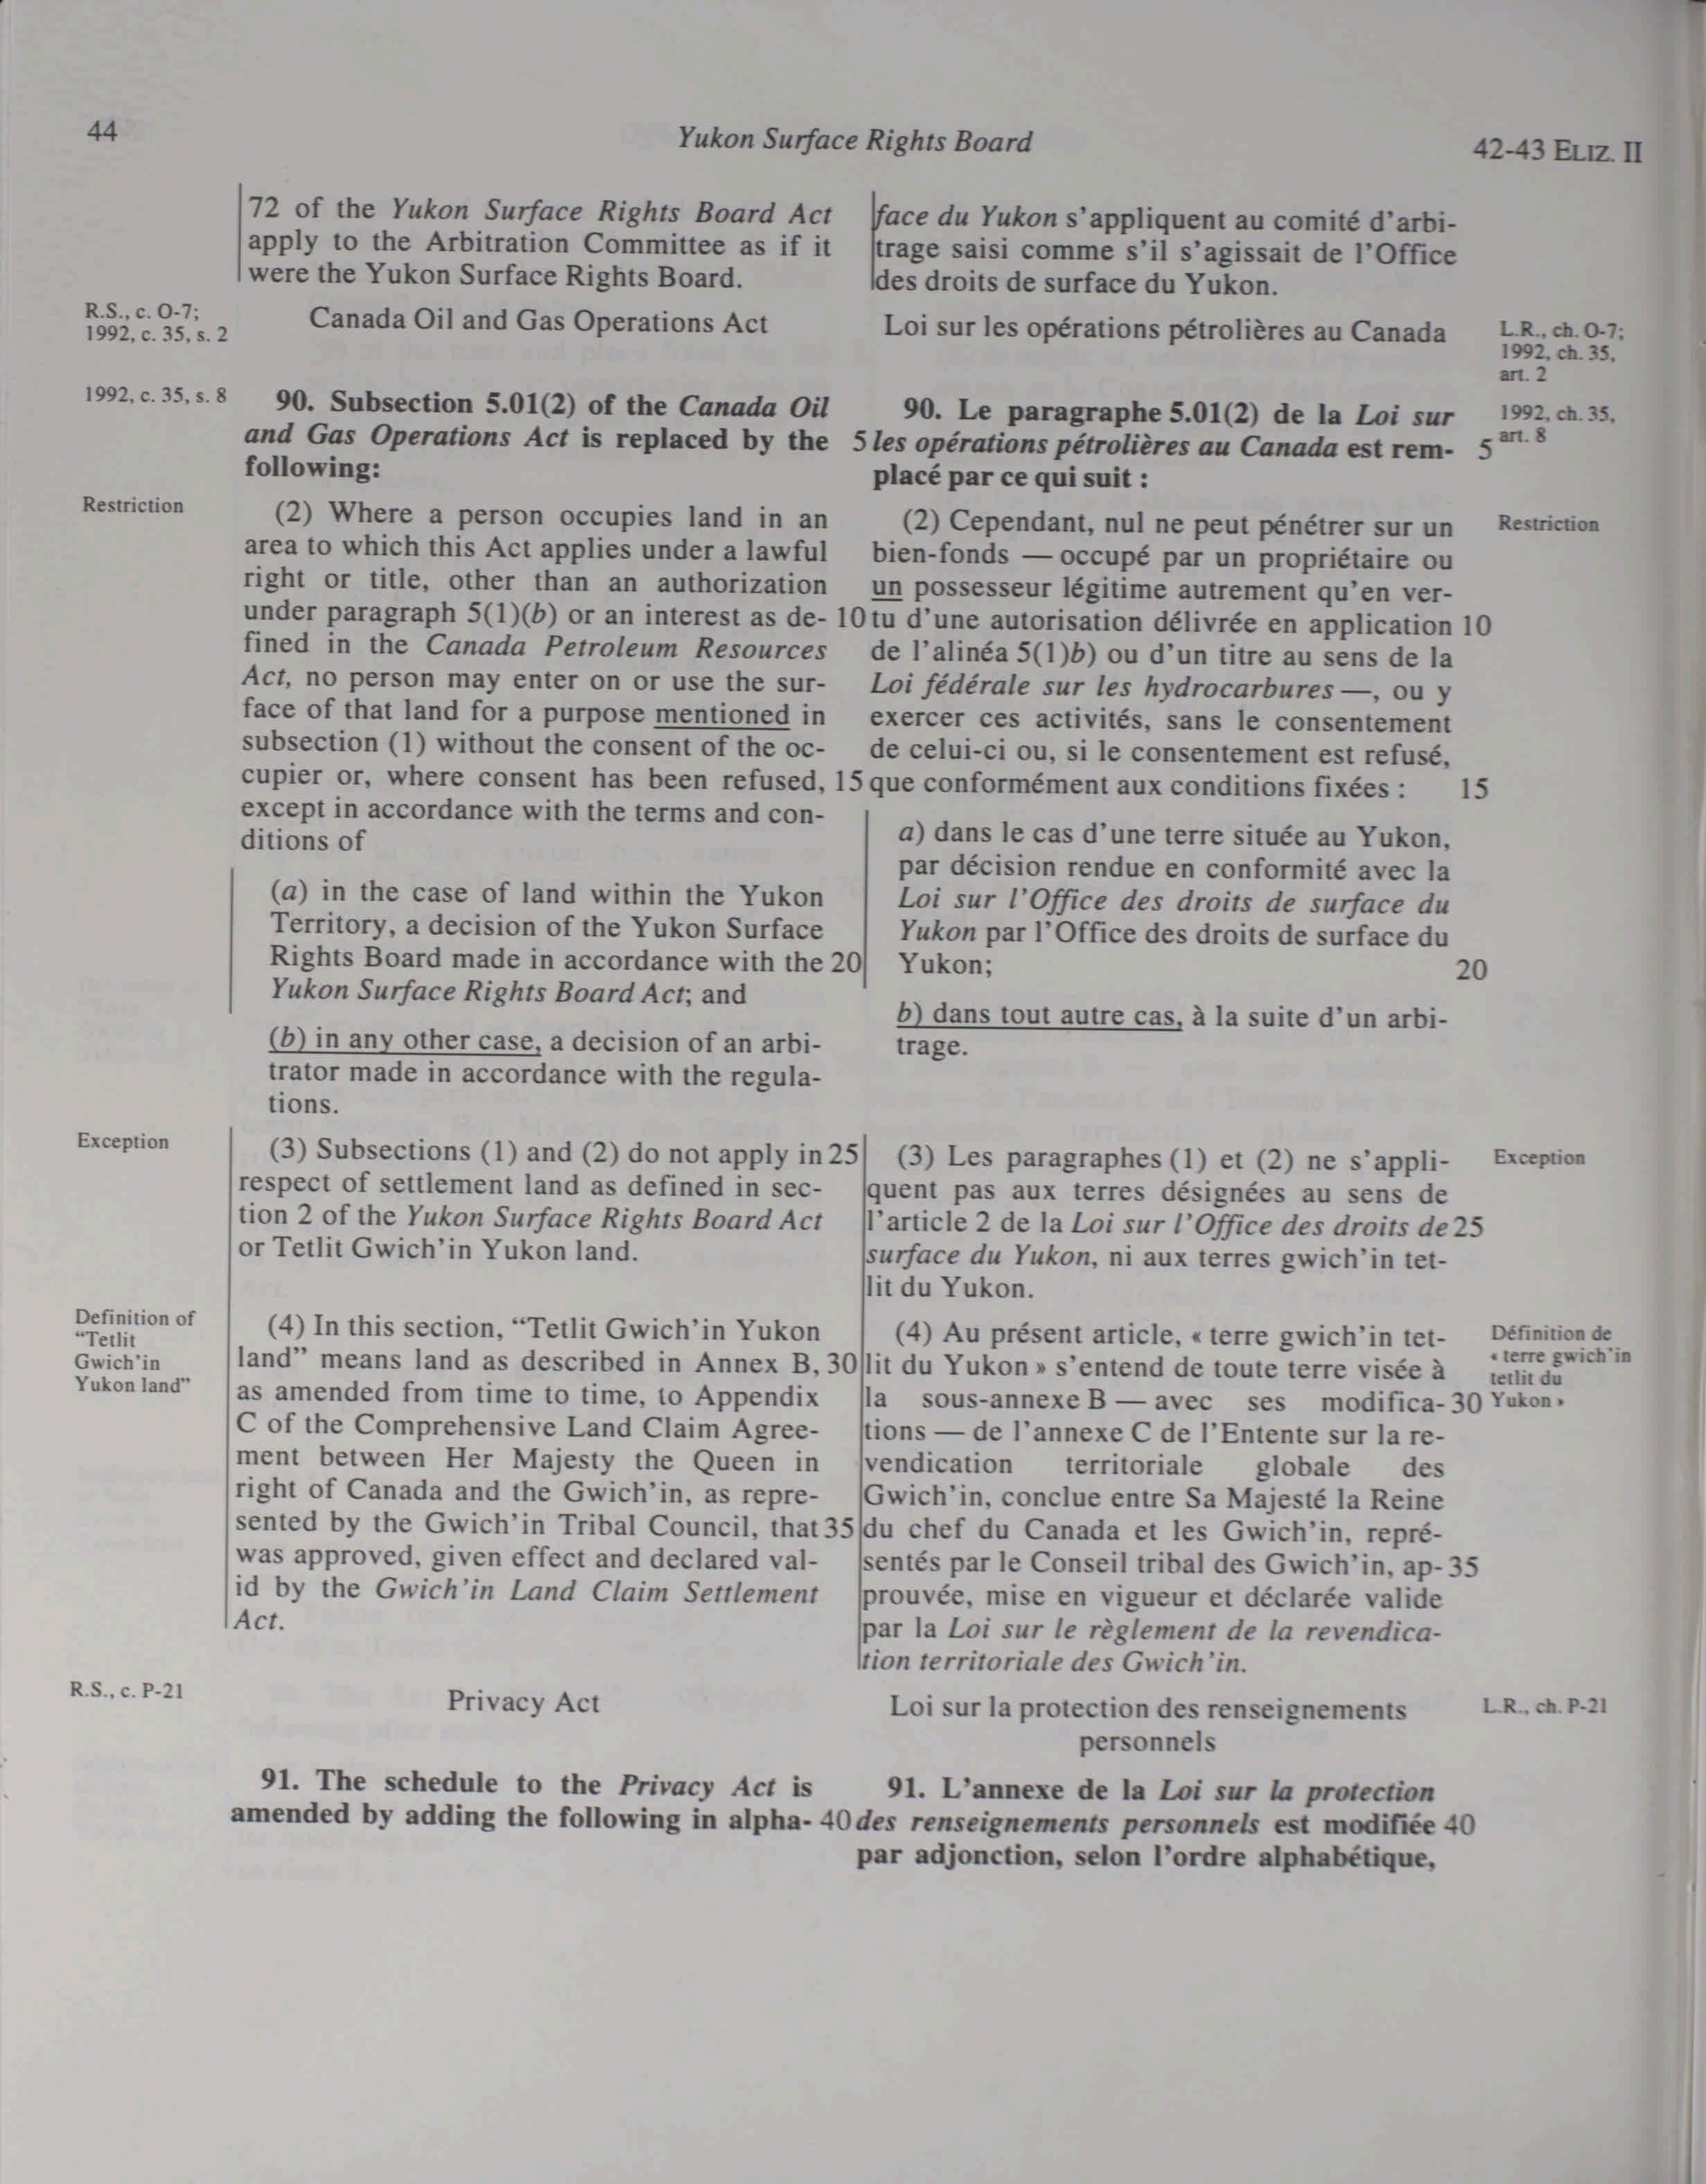 44
Yukon Surface Rights Board
42-43 ELIZ. II
72 of the Yukon Surface Rights Board Act
apply to the Arbitration Committee as if it
were the Yukon Surface Rights Board.
R.S., c. O-7;
1992, c. 35, s. 2
Canada Oil and Gas Operations Act
1992, c. 35, s. 8
90. Subsection 5.01(2) of the Canada Oil
and Gas Operations Act is replaced by the 5
following:
Restriction
(2) Where a person occupies land in an
area to which this Act applies under a lawful
right or title, other than an authorization
under paragraph 5(1)(b) or an interest as de- 10
fined in the Canada Petroleum Resources
Act, no person may enter on or use the sur-
face of that land for a purpose mentioned in
subsection (1) without the consent of the oc-
cupier or, where consent has been refused, 15
except in accordance with the terms and con-
ditions of
(a) in the case of land within the Yukon
Territory, a decision of the Yukon Surface
Rights Board made in accordance with the 20
Yukon Surface Rights Board Act; and
(b) in any other case, a decision of an arbi-
trator made in accordance with the regula-
tions.
Exception
(3) Subsections (1) and (2) do not apply in 25
respect of settlement land as defined in sec-
tion 2 of the Yukon Surface Rights Board Act
or Tetlit Gwich'in Yukon land.
Definition of
"Tetlit
Gwich'in
Yukon land"
(4) In this section, "Tetlit Gwich'in Yukon
land" means land as described in Annex B, 30
as amended from time to time, to Appendix
C of the Comprehensive Land Claim Agree-
ment between Her Majesty the Queen in
right of Canada and the Gwich'in, as repre-
sented by the Gwich'in Tribal Council, that 35
was approved, given effect and declared val-
id by the Gwich'in Land Claim Settlement
Act.
R.S., c. P-21
Privacy Act
91. The schedule to the Privacy Act is
amended by adding the following in alpha- 40
face du Yukon s'appliquent au comité d'arbi-
trage saisi comme s'il s'agissait de l'Office
des droits de surface du Yukon.
Loi sur les opérations pétrolières au Canada
L.R., ch. O-7;
1992, ch. 35,
art. 2
90. Le paragraphe 5.01(2) de la Loi sur
les opérations pétrolières au Canada est rem- 5
placé par ce qui suit :
1992, ch. 35,
art. 8
(2) Cependant, nul ne peut pénétrer sur un
bien-fonds — occupé par un propriétaire ou
un possesseur légitime autrement qu'en ver-
tu d'une autorisation délivrée en application 10
de l'alinéa 5(1)b) ou d'un titre au sens de la
Loi fédérale sur les hydrocarbures —, ou y
exercer ces activités, sans le consentement
de celui-ci ou, si le consentement est refusé,
que conformément aux conditions fixées : 15
Restriction
a) dans le cas d'une terre située au Yukon,
par décision rendue en conformité avec la
Loi sur l'Office des droits de surface du
Yukon par l'Office des droits de surface du
Yukon; 20
b) dans tout autre cas, à la suite d'un arbi-
trage.
(3) Les paragraphes (1) et (2) ne s'appli-
quent pas aux terres désignées au sens de
l'article 2 de la Loi sur l'Office des droits de 25
surface du Yukon, ni aux terres gwich'in tet-
lit du Yukon.
Exception
(4) Au présent article, « terre gwich'in tet-
lit du Yukon » s'entend de toute terre visée à
la sous-annexe B — avec ses modifica- 30
tions — de l'annexe C de l'Entente sur la re-
vendication territoriale globale des
Gwich'in, conclue entre Sa Majesté la Reine
du chef du Canada et les Gwich'in, repré-
sentés par le Conseil tribal des Gwich'in, ap- 35
prouvée, mise en vigueur et déclarée valide
par la Loi sur le règlement de la revendica-
tion territoriale des Gwich'in.
Définition de
« terre gwich'in
tetlit du
Yukon »
Loi sur la protection des renseignements
personnels
L.R., ch. P-21
91. L'annexe de la Loi sur la protection
des renseignements personnels est modifiée 40
par adjonction, selon l'ordre alphabétique,